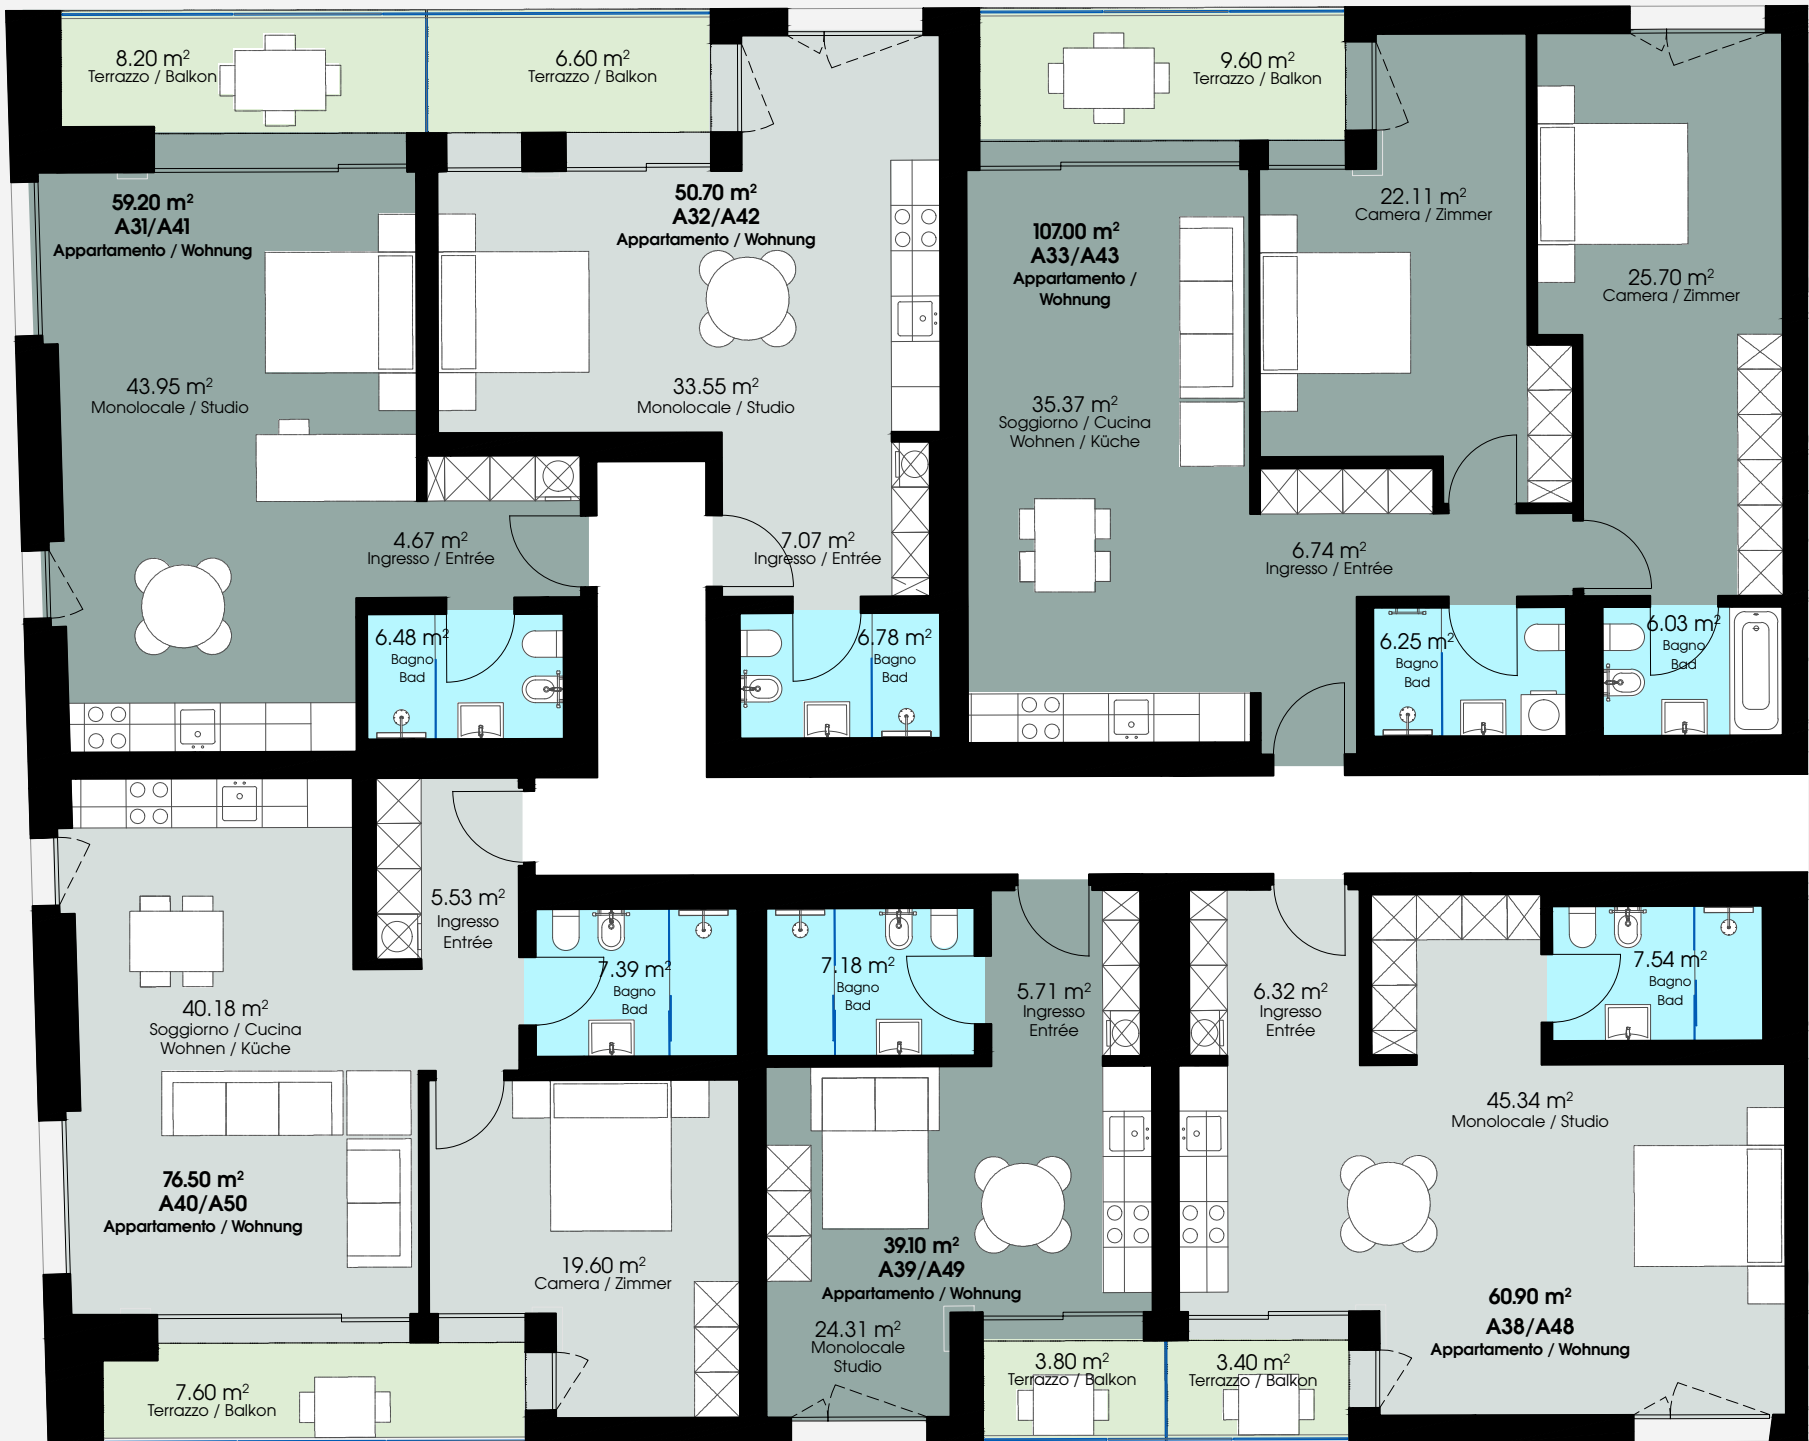 8.20 m²
Terrazzo / Balkon
6.60 m²
Terrazzo / Balkon
9.60 m²
Terrazzo / Balkon
59.20 m²
A31/A41
Appartamento / Wohnung
50.70 m²
A32/A42
Appartamento / Wohnung
107.00 m²
A33/A43
Appartamento /
Wohnung
22.11 m²
Camera / Zimmer
25.70 m²
Camera / Zimmer
43.95 m²
Monolocale / Studio
33.55 m²
Monolocale / Studio
35.37 m²
Soggiorno / Cucina
Wohnen / Küche
4.67 m²
Ingresso / Entrée
7.07 m²
Ingresso / Entrée
6.74 m²
Ingresso / Entrée
6.48 m²
Bagno
Bad
6.78 m²
Bagno
Bad
6.25 m²
Bagno
Bad
6.03 m²
Bagno
Bad
5.53 m²
Ingresso
Entrée
7.39 m²
Bagno
Bad
7.18 m²
Bagno
Bad
5.71 m²
Ingresso
Entrée
6.32 m²
Ingresso
Entrée
7.54 m²
Bagno
Bad
40.18 m²
Soggiorno / Cucina
Wohnen / Küche
45.34 m²
Monolocale / Studio
76.50 m²
A40/A50
Appartamento / Wohnung
19.60 m²
Camera / Zimmer
39.10 m²
A39/A49
Appartamento / Wohnung
24.31 m²
Monolocale
Studio
60.90 m²
A38/A48
Appartamento / Wohnung
7.60 m²
Terrazzo / Balkon
3.80 m²
Terrazzo / Balkon
3.40 m²
Terrazzo / Balkon